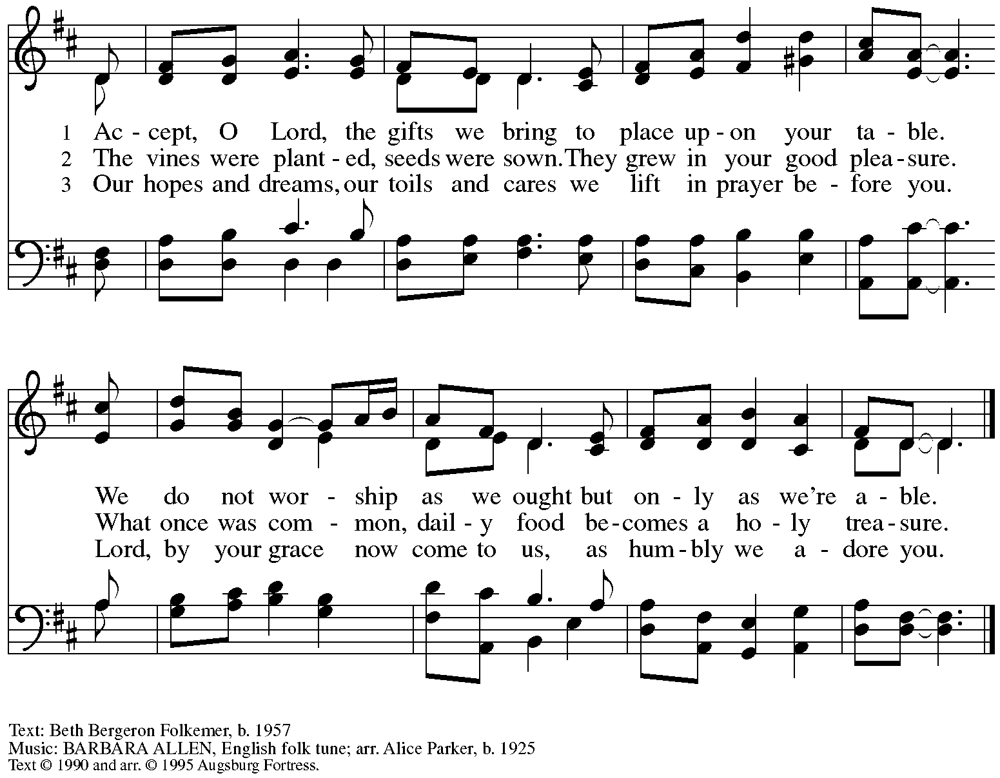 1 Ac - cept, O Lord, the gifts we bring to place up - on your ta - ble.
2 The vines were plant - ed, seeds were sown. They grew in your good plea - sure.
3 Our hopes and dreams, our toils and cares we lift in prayer be - fore you.
We do not wor - ship as we ought but on - ly as we're a - ble.
What once was com - mon, dail - y food be - comes a ho - ly trea - sure.
Lord, by your grace now come to us, as hum - bly we a - dore you.
Text: Beth Bergeron Folkemer, b. 1957
Music: BARBARA ALLEN, English folk tune; arr. Alice Parker, b. 1925
Text © 1990 and arr. © 1995 Augsburg Fortress.